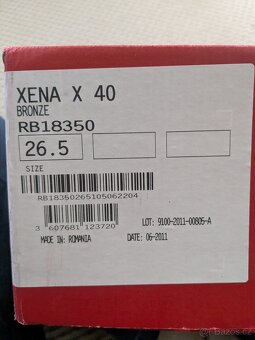 XENA X 40
BRONZE
RB18350
26.5
SIZE
RB18350265105062204
3 607681 123720
LOT: 9100-2011-00805-A
MADE IN: ROMANIA
DATE: 06-2011